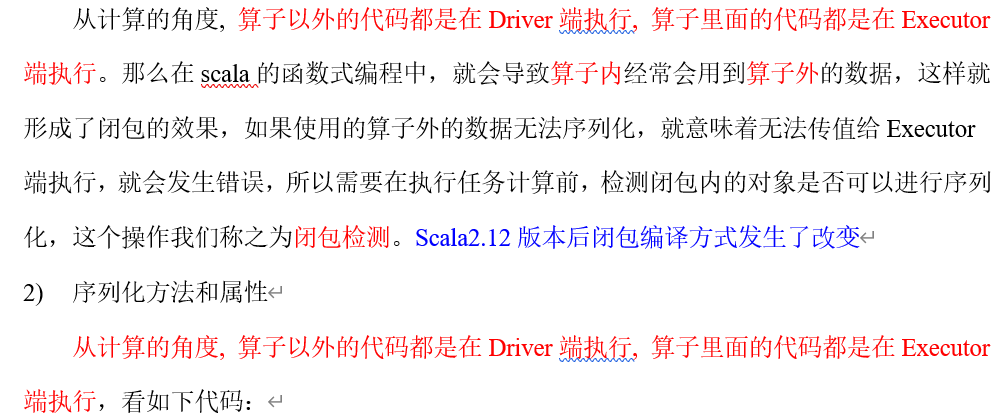 从计算的角度, 算子以外的代码都是在 Driver 端执行, 算子里面的代码都是在 Executor
端执行。那么在 scala 的函数式编程中，就会导致算子内经常会用到算子外的数据，这样就
形成了闭包的效果，如果使用的算子外的数据无法序列化，就意味着无法传值给 Executor
端执行，就会发生错误，所以需要在执行任务计算前，检测闭包内的对象是否可以进行序列
化，这个操作我们称之为闭包检测。Scala2.12 版本后闭包编译方式发生了改变↵
2) 序列化方法和属性↵
从计算的角度, 算子以外的代码都是在 Driver 端执行, 算子里面的代码都是在 Executor
端执行，看如下代码：↵